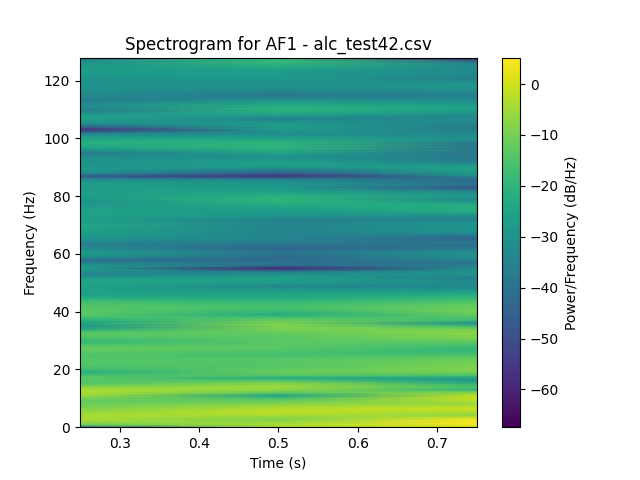 Spectrogram for AF1 - alc_test42.csv
Frequency (Hz)
120
100
80
60
40
20
0
0.3 0.4 0.5 0.6 0.7
Time (s)
0
−10
−20
−30
−40
−50
−60
Power/Frequency (dB/Hz)